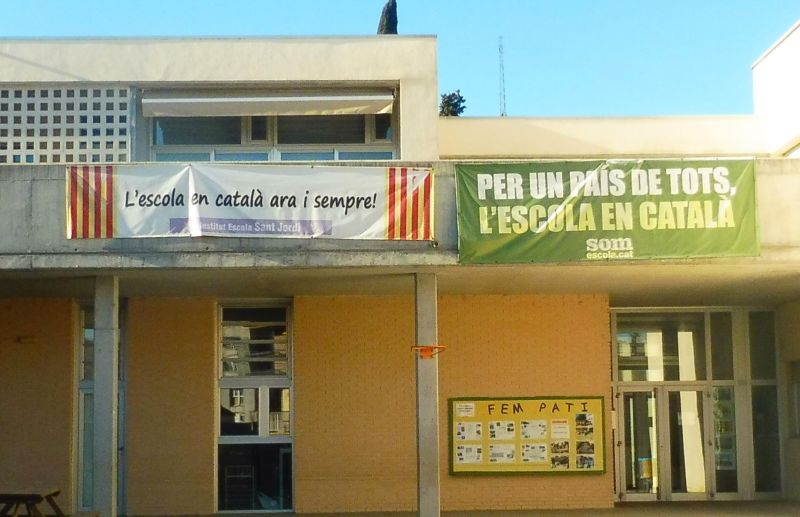 L'escola en català ara i sempre!
Institut Escola Sant Jordi
PER UN PAÍS DE TOTS,
L'ESCOLA EN CATALÀ
som
escola.cat
FEM PATI